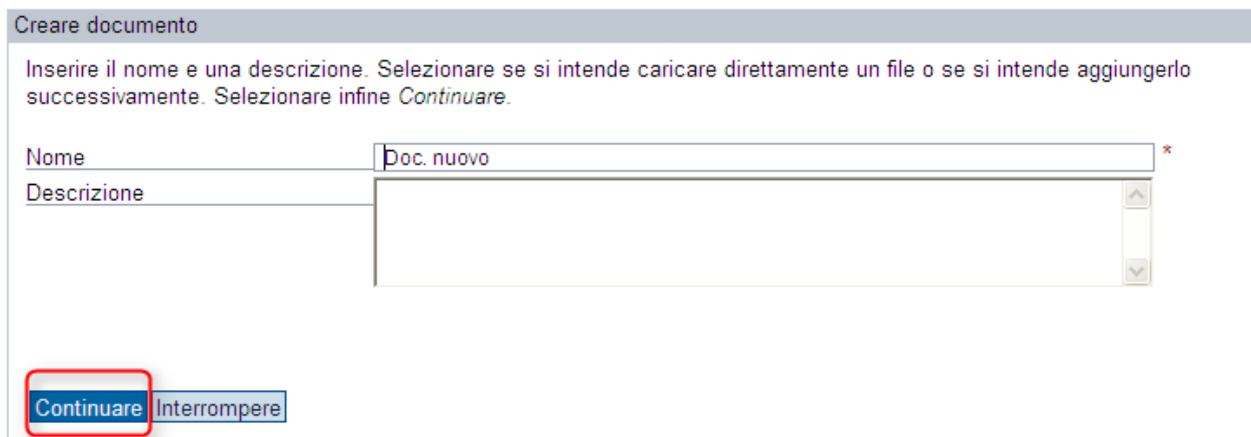 Creare documento
Inserire il nome e una descrizione. Selezionare se si intende caricare direttamente un file o se si intende aggiungerlo
successivamente. Selezionare infine Continuare.
Nome Doc. nuovo *
Descrizione
Continuare Interrompere